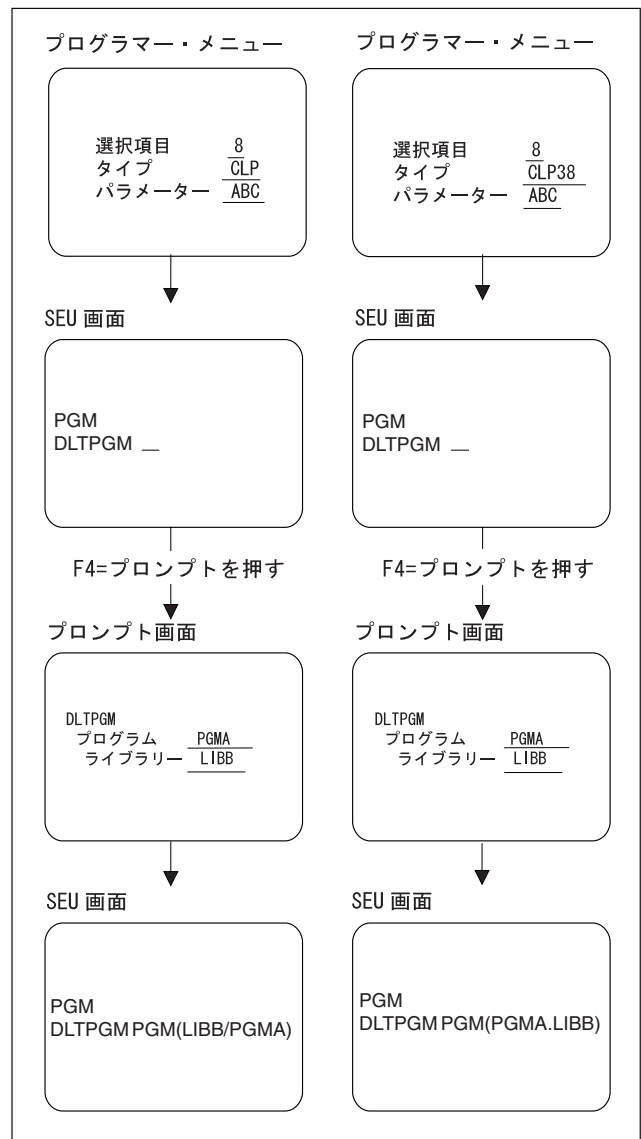 プログラマー・メニュー
選択項目 8
タイプ CLP
パラメーター ABC
SEU 画面
PGM
DLTPGM __
F4=プロンプトを押す
プロンプト画面
DLTPGM
プログラム PGMA
ライブラリー LIBB
SEU 画面
PGM
DLTPGM PGM(LIBB/PGMA)
プログラマー・メニュー
選択項目 8
タイプ CLP38
パラメーター ABC
SEU 画面
PGM
DLTPGM __
F4=プロンプトを押す
プロンプト画面
DLTPGM
プログラム PGMA
ライブラリー LIBB
SEU 画面
PGM
DLTPGM PGM(PGMA.LIBB)